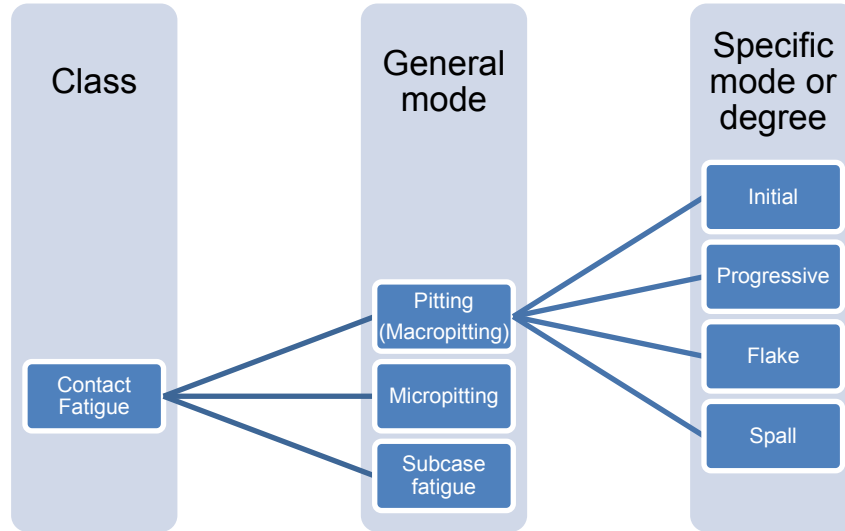 Class
Contact
Fatigue
General
mode
Pitting
(Macropitting)
Micropitting
Subcase
fatigue
Specific
mode or
degree
Initial
Progressive
Flake
Spall